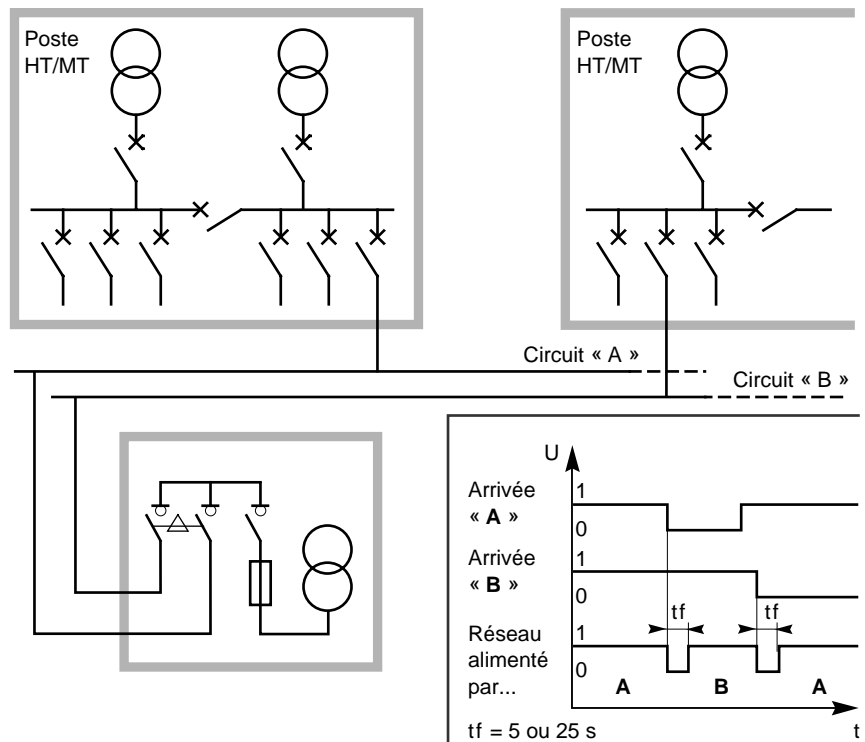 Poste
HT/MT
Poste
HT/MT
Circuit « A »
Circuit « B »
U
Arrivée
« A »
1
0
Arrivée
« B »
1
0
tf
tf
Réseau
alimenté
par...
1
0
A
B
A
tf = 5 ou 25 s
t